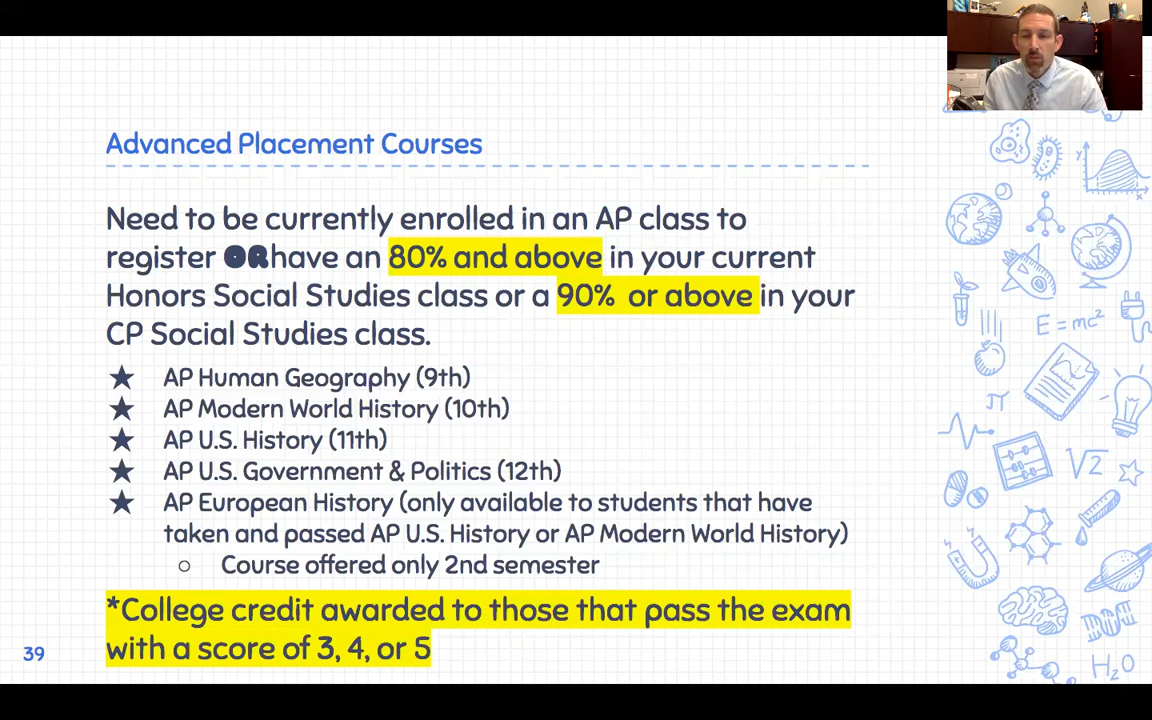 Advanced Placement Courses
Need to be currently enrolled in an AP class to
register OR have an 80% and above in your current
Honors Social Studies class or a 90% or above in your
CP Social Studies class.
★ AP Human Geography (9th)
★ AP Modern World History (10th)
★ AP U.S. History (11th)
★ AP U.S. Government & Politics (12th)
★ AP European History (only available to students that have
taken and passed AP U.S. History or AP Modern World History)
○ Course offered only 2nd semester
*College credit awarded to those that pass the exam
with a score of 3, 4, or 5
39
y
x
E = mc²
π
√2
H₂O